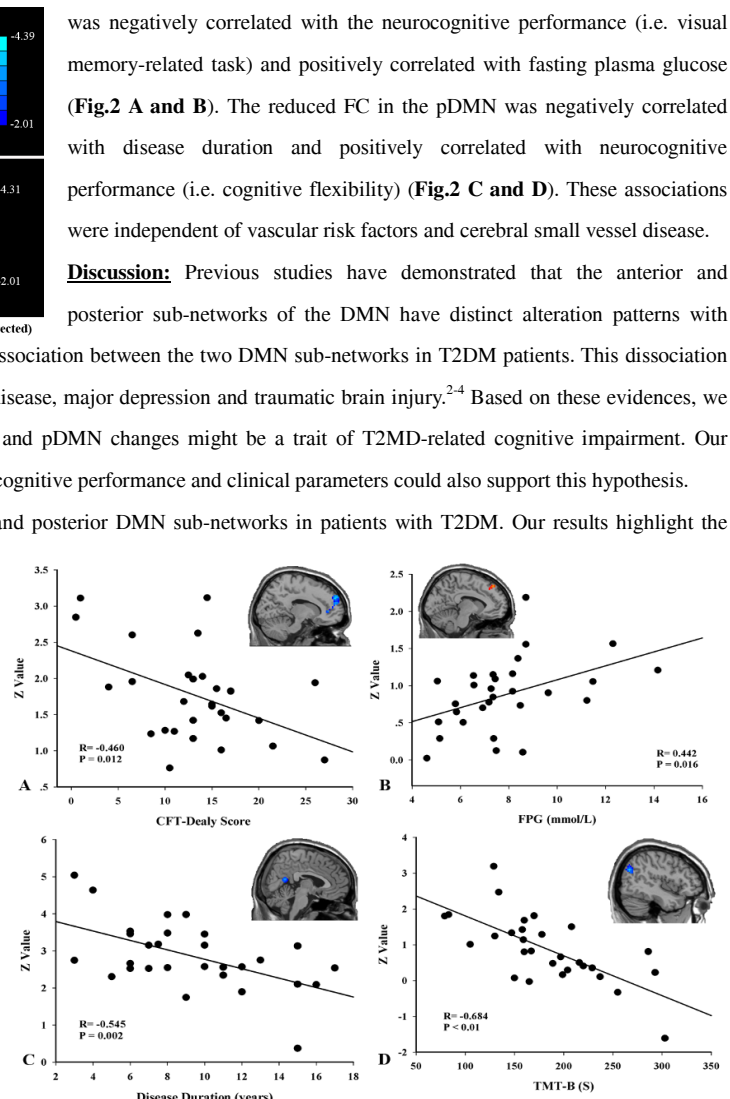 -4.39
-2.01
4.31
2.01
ected)
was negatively correlated with the neurocognitive performance (i.e. visual
memory-related task) and positively correlated with fasting plasma glucose
(Fig.2 A and B). The reduced FC in the pDMN was negatively correlated
with disease duration and positively correlated with neurocognitive
performance (i.e. cognitive flexibility) (Fig.2 C and D). These associations
were independent of vascular risk factors and cerebral small vessel disease.
Discussion: Previous studies have demonstrated that the anterior and
posterior sub-networks of the DMN have distinct alteration patterns with
ssociation between the two DMN sub-networks in T2DM patients. This dissociation
disease, major depression and traumatic brain injury.2-4 Based on these evidences, we
and pDMN changes might be a trait of T2MD-related cognitive impairment. Our
cognitive performance and clinical parameters could also support this hypothesis.
and posterior DMN sub-networks in patients with T2DM. Our results highlight the
3.5
3.0
2.5
2.0
1.5
1.0
.5
Z Value
R= -0.460
P = 0.012
A
0 5 10 15 20 25 30
CFT-Dealy Score
2.5
2.0
1.5
1.0
.5
0.0
Z Value
R= 0.442
P = 0.016
B
4 6 8 10 12 14 16
FPG (mmol/L)
6
5
4
3
2
1
0
Z Value
R= -0.545
P = 0.002
C
2 4 6 8 10 12 14 16 18
Disease Duration (years)
4
3
2
1
0
-1
-2
Z Value
R= -0.684
P < 0.01
D
50 100 150 200 250 300 350
TMT-B (S)